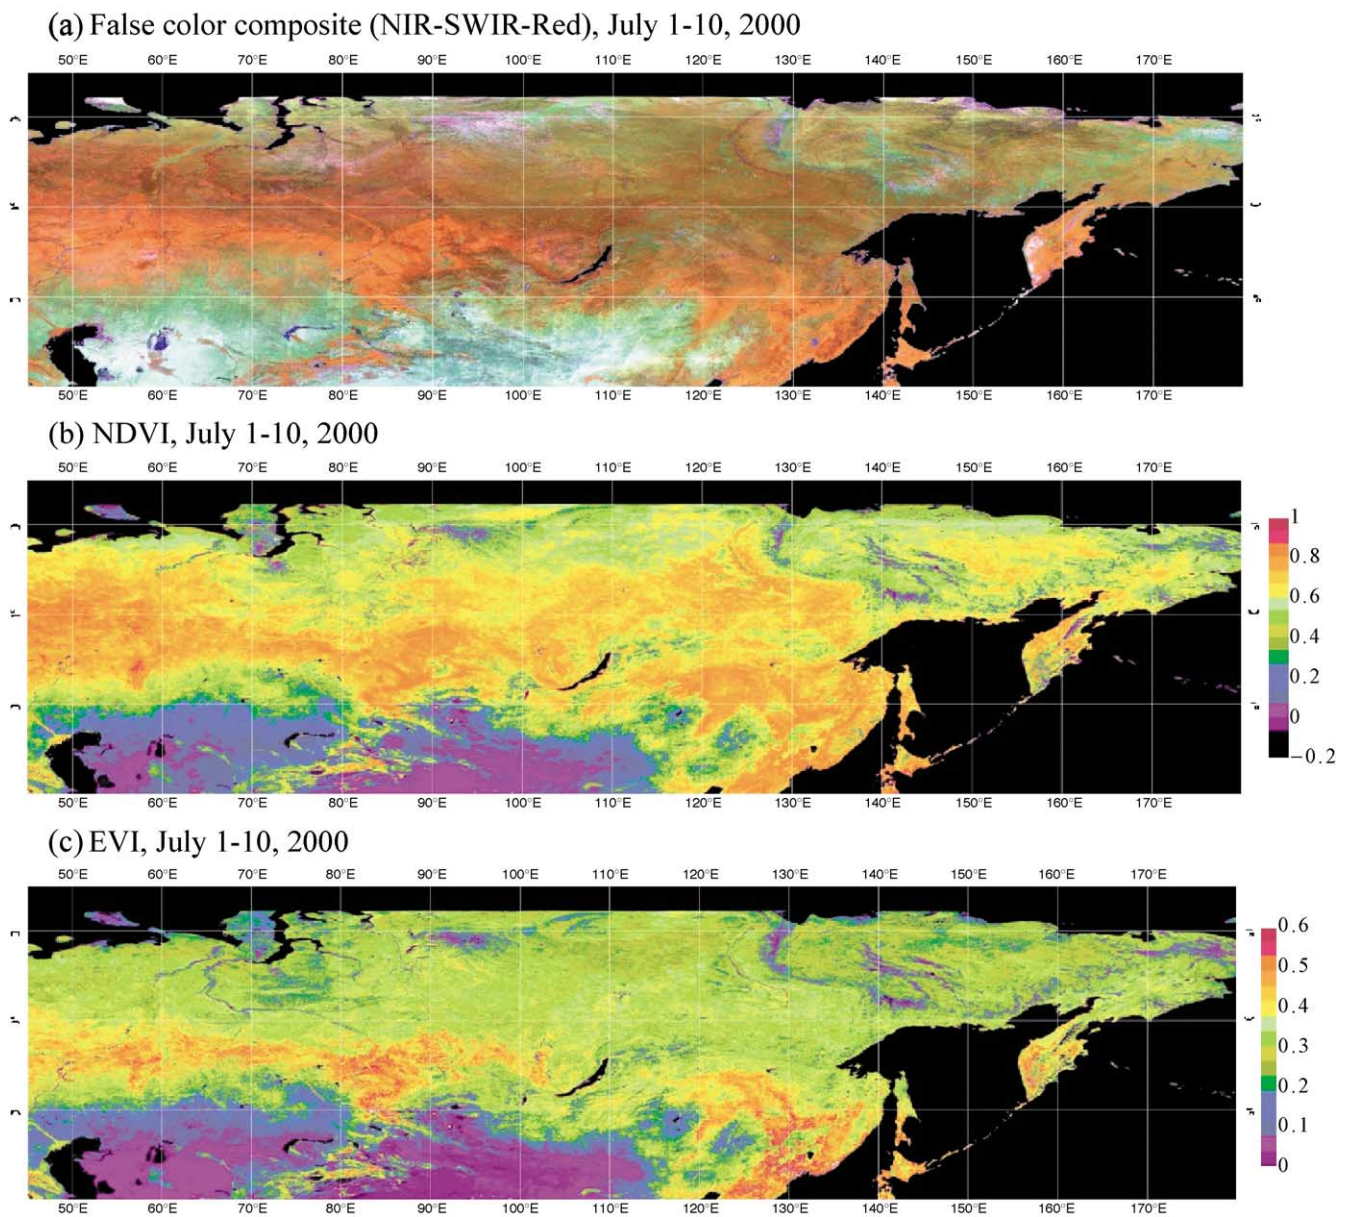 (a) False color composite (NIR-SWIR-Red), July 1-10, 2000
50°E 60°E 70°E 80°E 90°E 100°E 110°E 120°E 130°E 140°E 150°E 160°E 170°E
50°E 60°E 70°E 80°E 90°E 100°E 110°E 120°E 130°E 140°E 150°E 160°E 170°E
(b) NDVI, July 1-10, 2000
50°E 60°E 70°E 80°E 90°E 100°E 110°E 120°E 130°E 140°E 150°E 160°E 170°E
1
0.8
0.6
0.4
0.2
0
−0.2
50°E 60°E 70°E 80°E 90°E 100°E 110°E 120°E 130°E 140°E 150°E 160°E 170°E
(c) EVI, July 1-10, 2000
50°E 60°E 70°E 80°E 90°E 100°E 110°E 120°E 130°E 140°E 150°E 160°E 170°E
0.6
0.5
0.4
0.3
0.2
0.1
0
50°E 60°E 70°E 80°E 90°E 100°E 110°E 120°E 130°E 140°E 150°E 160°E 170°E